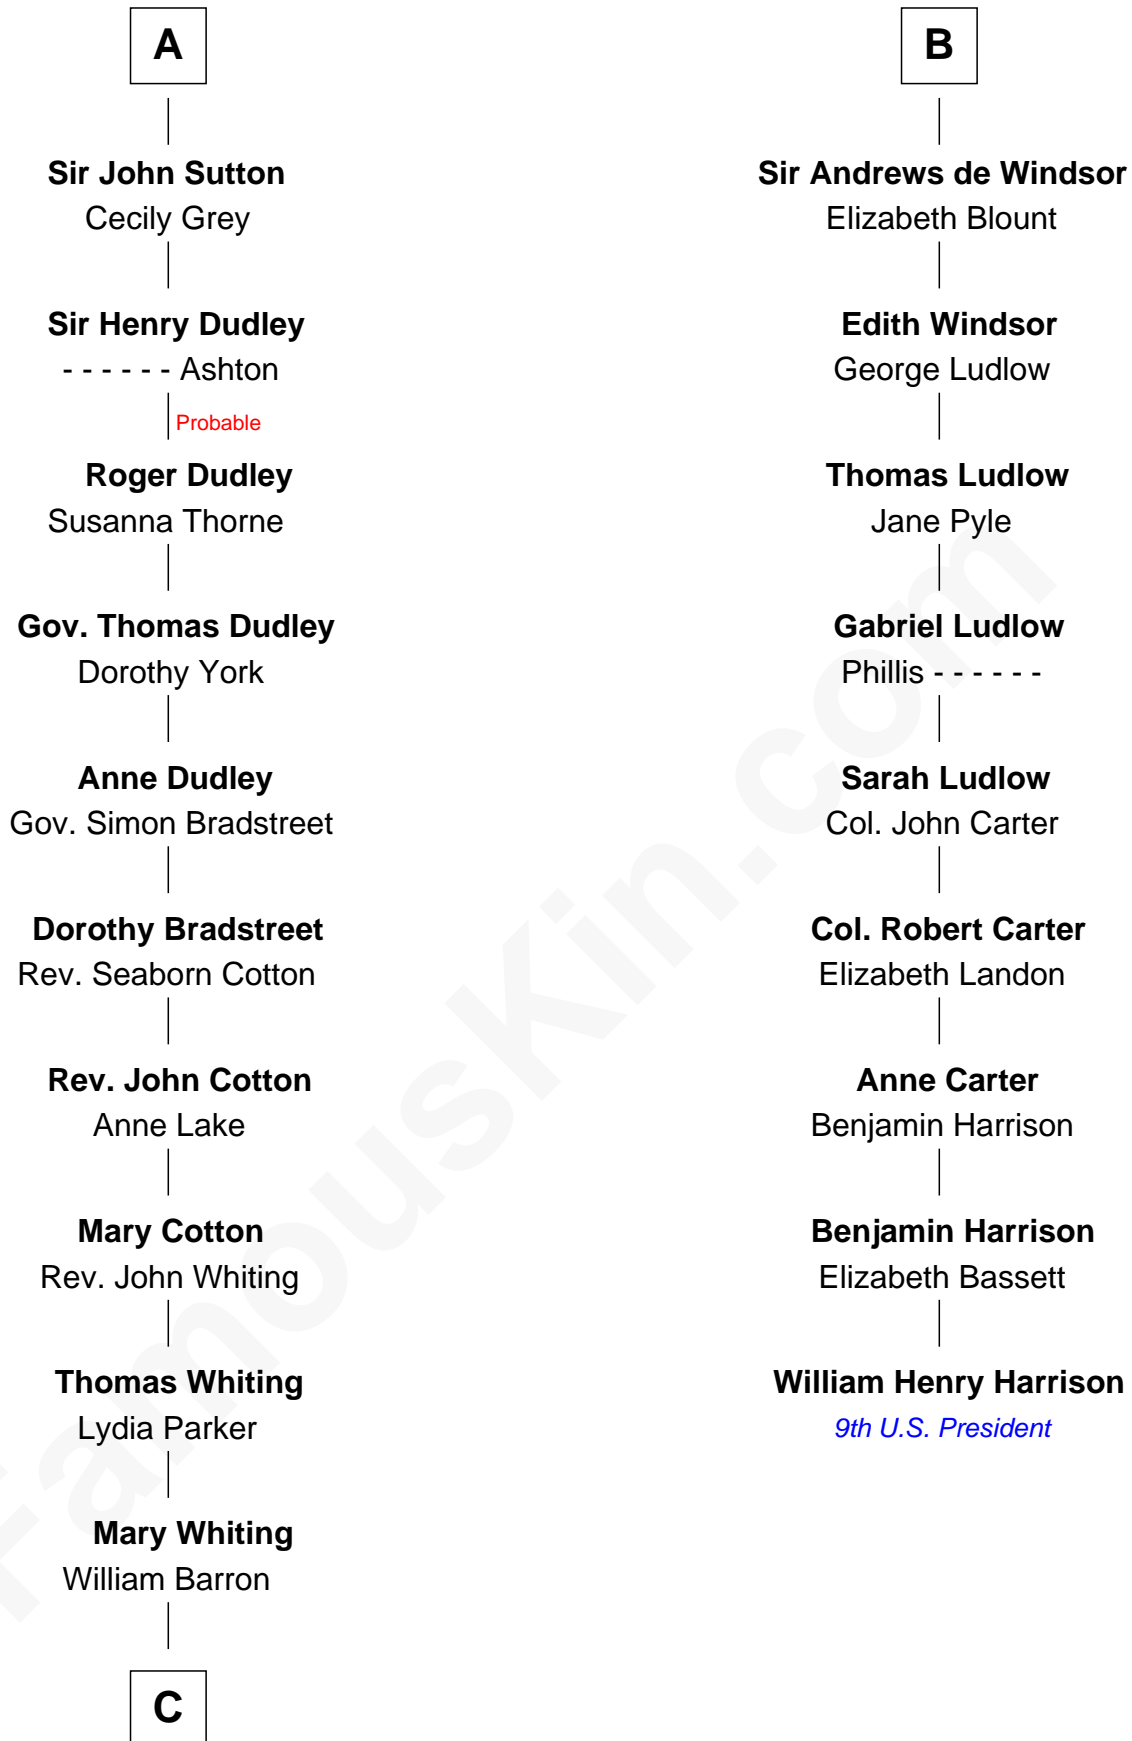 A
Sir John Sutton
Cecily Grey
Sir Henry Dudley
- - - - - - Ashton
Probable
Roger Dudley
Susanna Thorne
Gov. Thomas Dudley
Dorothy York
Anne Dudley
Gov. Simon Bradstreet
Dorothy Bradstreet
Rev. Seaborn Cotton
Rev. John Cotton
Anne Lake
Mary Cotton
Rev. John Whiting
Thomas Whiting
Lydia Parker
Mary Whiting
William Barron
C
B
Sir Andrews de Windsor
Elizabeth Blount
Edith Windsor
George Ludlow
Thomas Ludlow
Jane Pyle
Gabriel Ludlow
Phillis - - - - - -
Sarah Ludlow
Col. John Carter
Col. Robert Carter
Elizabeth Landon
Anne Carter
Benjamin Harrison
Benjamin Harrison
Elizabeth Bassett
William Henry Harrison
9th U.S. President
FamousKin.com